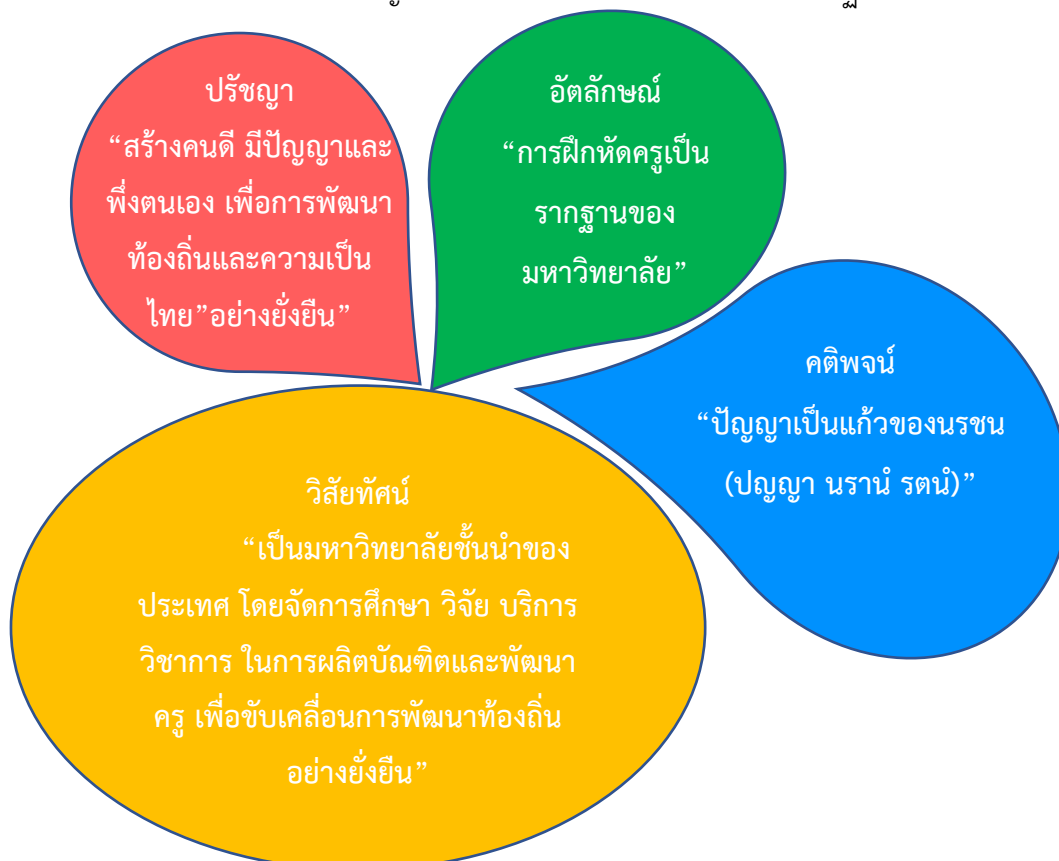 ปรัชญา
“สร้างคนดี มีปัญญาและ
พึ่งตนเอง เพื่อการพัฒนา
ท้องถิ่นและความเป็น
ไทย”อย่างยั่งยืน”
อัตลักษณ์
“การฝึกหัดครูเป็น
รากฐานของ
มหาวิทยาลัย”
คติพจน์
“ปัญญาเป็นแก้วของนรชน
(ปญญา นรานํ รตนํ)”
วิสัยทัศน์
“เป็นมหาวิทยาลัยชั้นนำของ
ประเทศ โดยจัดการศึกษา วิจัย บริการ
วิชาการ ในการผลิตบัณฑิตและพัฒนา
ครู เพื่อขับเคลื่อนการพัฒนาท้องถิ่น
อย่างยั่งยืน”